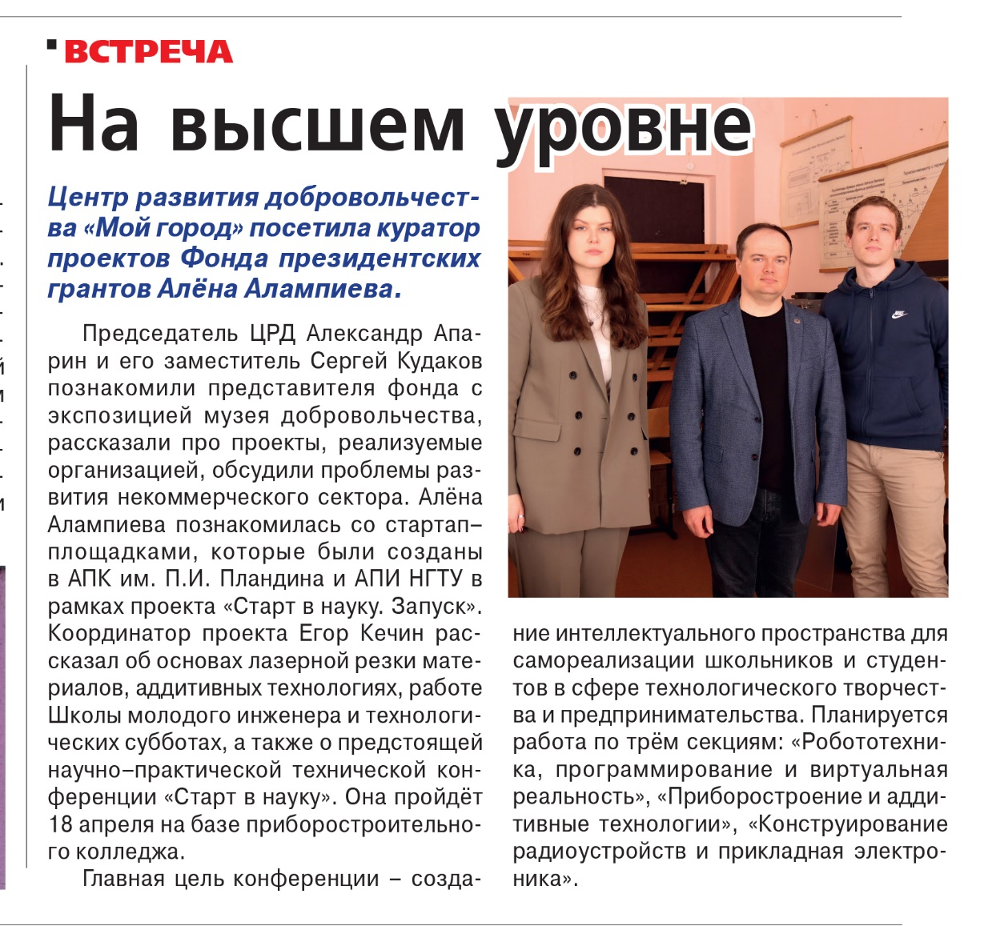 ВСТРЕЧА
На высшем уровне
Центр развития добровольчест-
ва «Мой город» посетила куратор
проектов Фонда президентских
грантов Алёна Алампиева.
Председатель ЦРД Александр Апа-
рин и его заместитель Сергей Кудаков
познакомили представителя фонда с
экспозицией музея добровольчества,
рассказали про проекты, реализуемые
организацией, обсудили проблемы раз-
вития некоммерческого сектора. Алёна
Алампиева познакомилась со стартап–
площадками, которые были созданы
в АПК им. П.И. Пландина и АПИ НГТУ в
рамках проекта «Старт в науку. Запуск».
Координатор проекта Егор Кечин рас-
сказал об основах лазерной резки мате-
риалов, аддитивных технологиях, работе
Школы молодого инженера и технологи-
ческих субботах, а также о предстоящей
научно–практической технической кон-
ференции «Старт в науку». Она пройдёт
18 апреля на базе приборостроительно-
го колледжа.
Главная цель конференции – созда-
ние интеллектуального пространства для
самореализации школьников и студен-
тов в сфере технологического творчест-
ва и предпринимательства. Планируется
работа по трём секциям: «Робототехни-
ка, программирование и виртуальная
реальность», «Приборостроение и адди-
тивные технологии», «Конструирование
радиоустройств и прикладная электро-
ника».